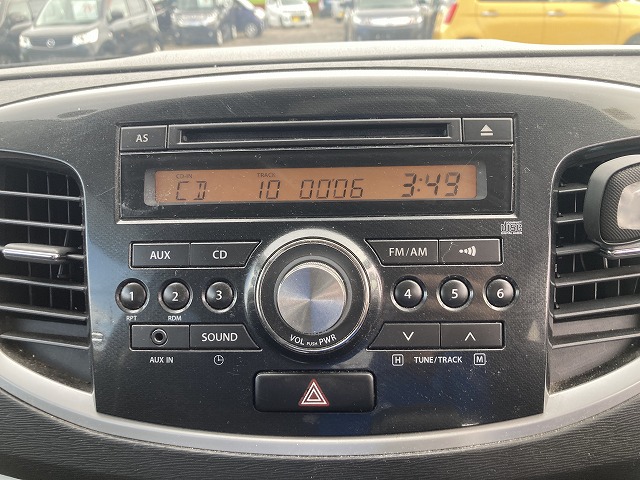 AS
CD-IN TRACK
CD 10 0006 3:49
AUX CD FM/AM
1 2 3 4 5 6
RPT RDM
VOL PUSH PWR
SOUND
AUX IN H TUNE/TRACK M